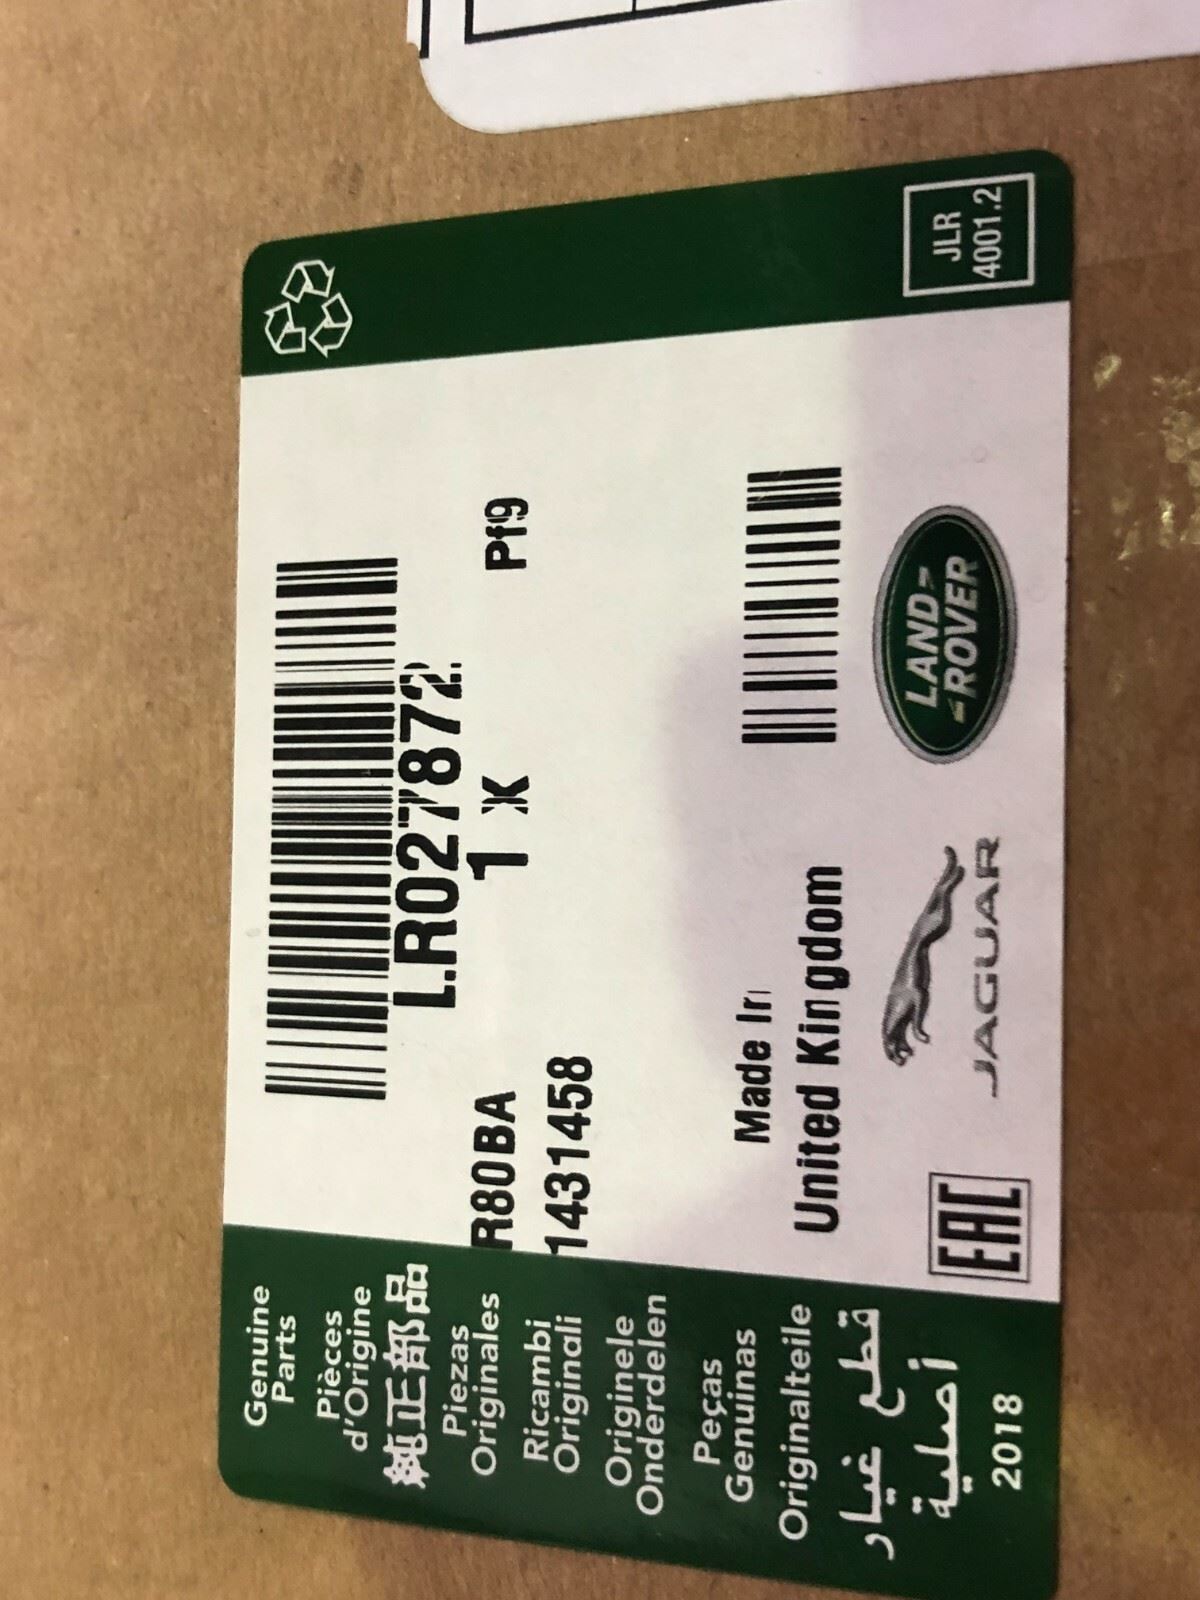 Genuine
Parts
Pièces
d'Origine
純正部品
Piezas
Originales
Ricambi
Originali
Originele
Onderdelen
Peças
Genuinas
Originalteile
قطع غيار
أصلية
2018
LR027872
R80BA
1 X
Pf9
1431458
Made In
United Kingdom
EAC
JAGUAR
LAND
ROVER
JLR
4001.2